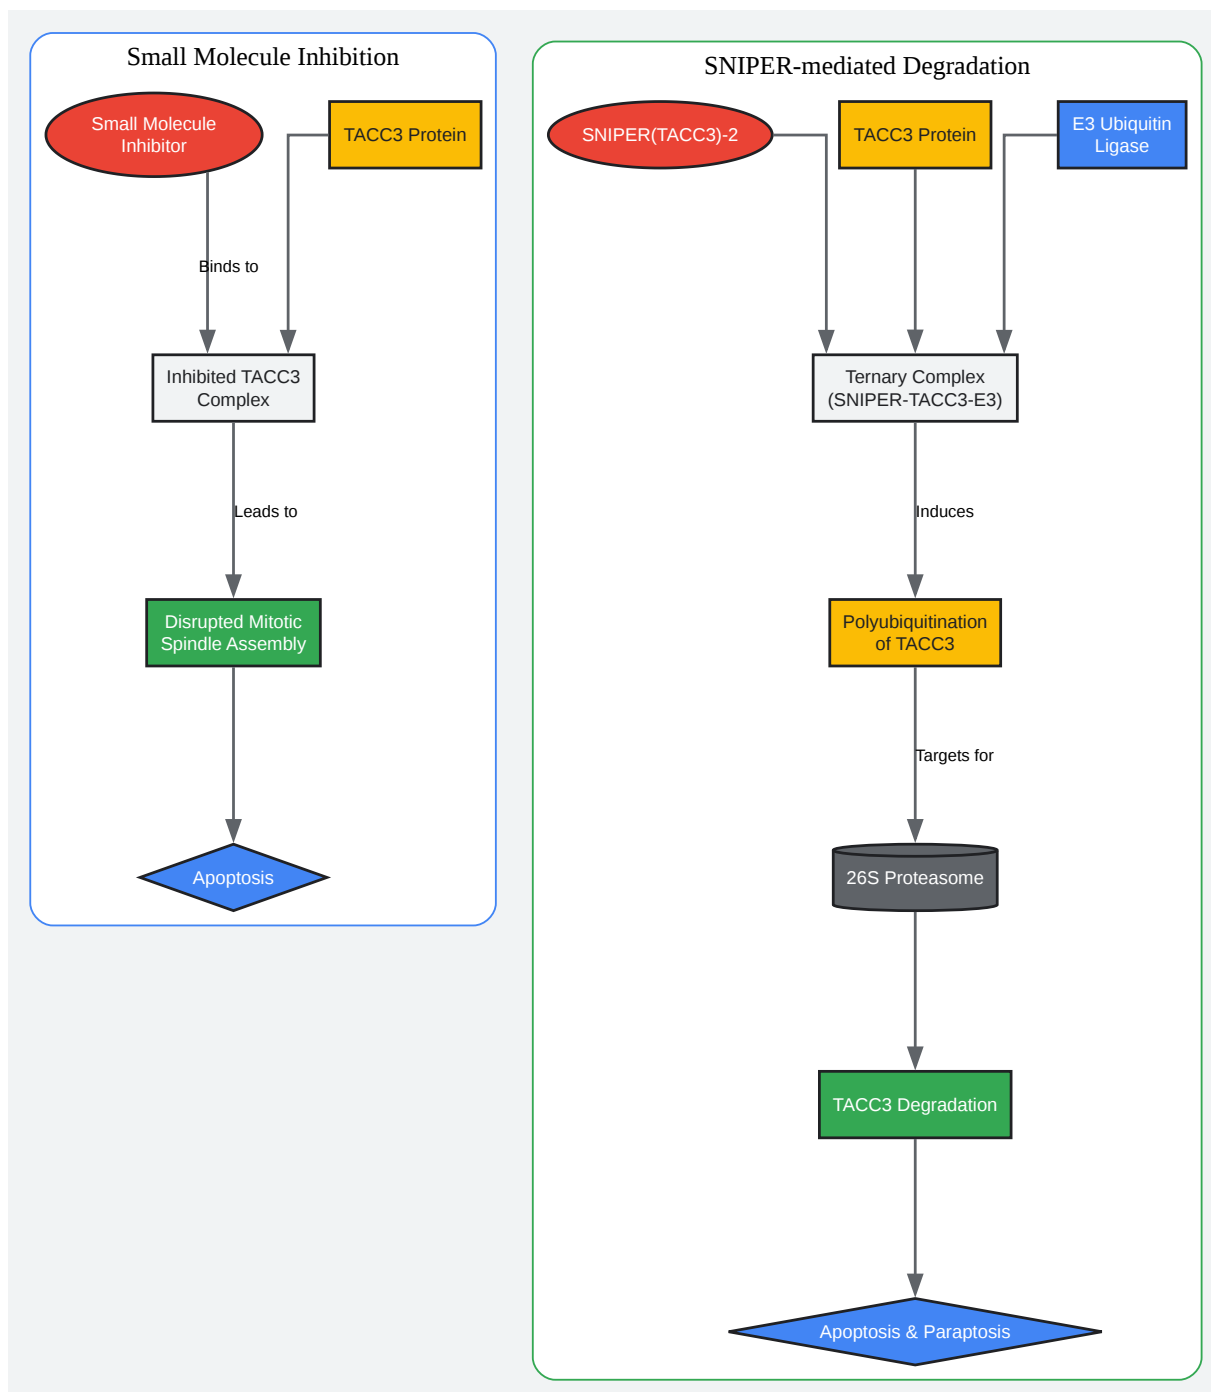 Small Molecule Inhibition
Small Molecule
Inhibitor
TACC3 Protein
Binds to
Inhibited TACC3
Complex
Leads to
Disrupted Mitotic
Spindle Assembly
Apoptosis
SNIPER-mediated Degradation
SNIPER(TACC3)-2
TACC3 Protein
E3 Ubiquitin
Ligase
Ternary Complex
(SNIPER-TACC3-E3)
Induces
Polyubiquitination
of TACC3
Targets for
26S Proteasome
TACC3 Degradation
Apoptosis & Paraptosis